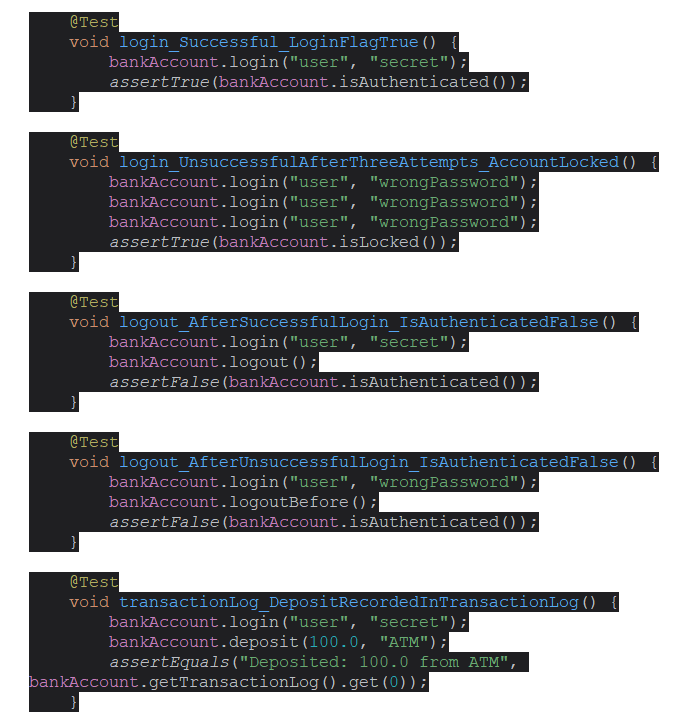 @Test
void login_Successful_LoginFlagTrue() {
bankAccount.login("user", "secret");
assertTrue(bankAccount.isAuthenticated());
}
@Test
void login_UnsuccessfulAfterThreeAttempts_AccountLocked() {
bankAccount.login("user", "wrongPassword");
bankAccount.login("user", "wrongPassword");
bankAccount.login("user", "wrongPassword");
assertTrue(bankAccount.isLocked());
}
@Test
void logout_AfterSuccessfulLogin_IsAuthenticatedFalse() {
bankAccount.login("user", "secret");
bankAccount.logout();
assertFalse(bankAccount.isAuthenticated());
}
@Test
void logout_AfterUnsuccessfulLogin_IsAuthenticatedFalse() {
bankAccount.login("user", "wrongPassword");
bankAccount.logoutBefore();
assertFalse(bankAccount.isAuthenticated());
}
@Test
void transactionLog_DepositRecordedInTransactionLog() {
bankAccount.login("user", "secret");
bankAccount.deposit(100.0, "ATM");
assertEquals("Deposited: 100.0 from ATM",
bankAccount.getTransactionLog().get(0));
}